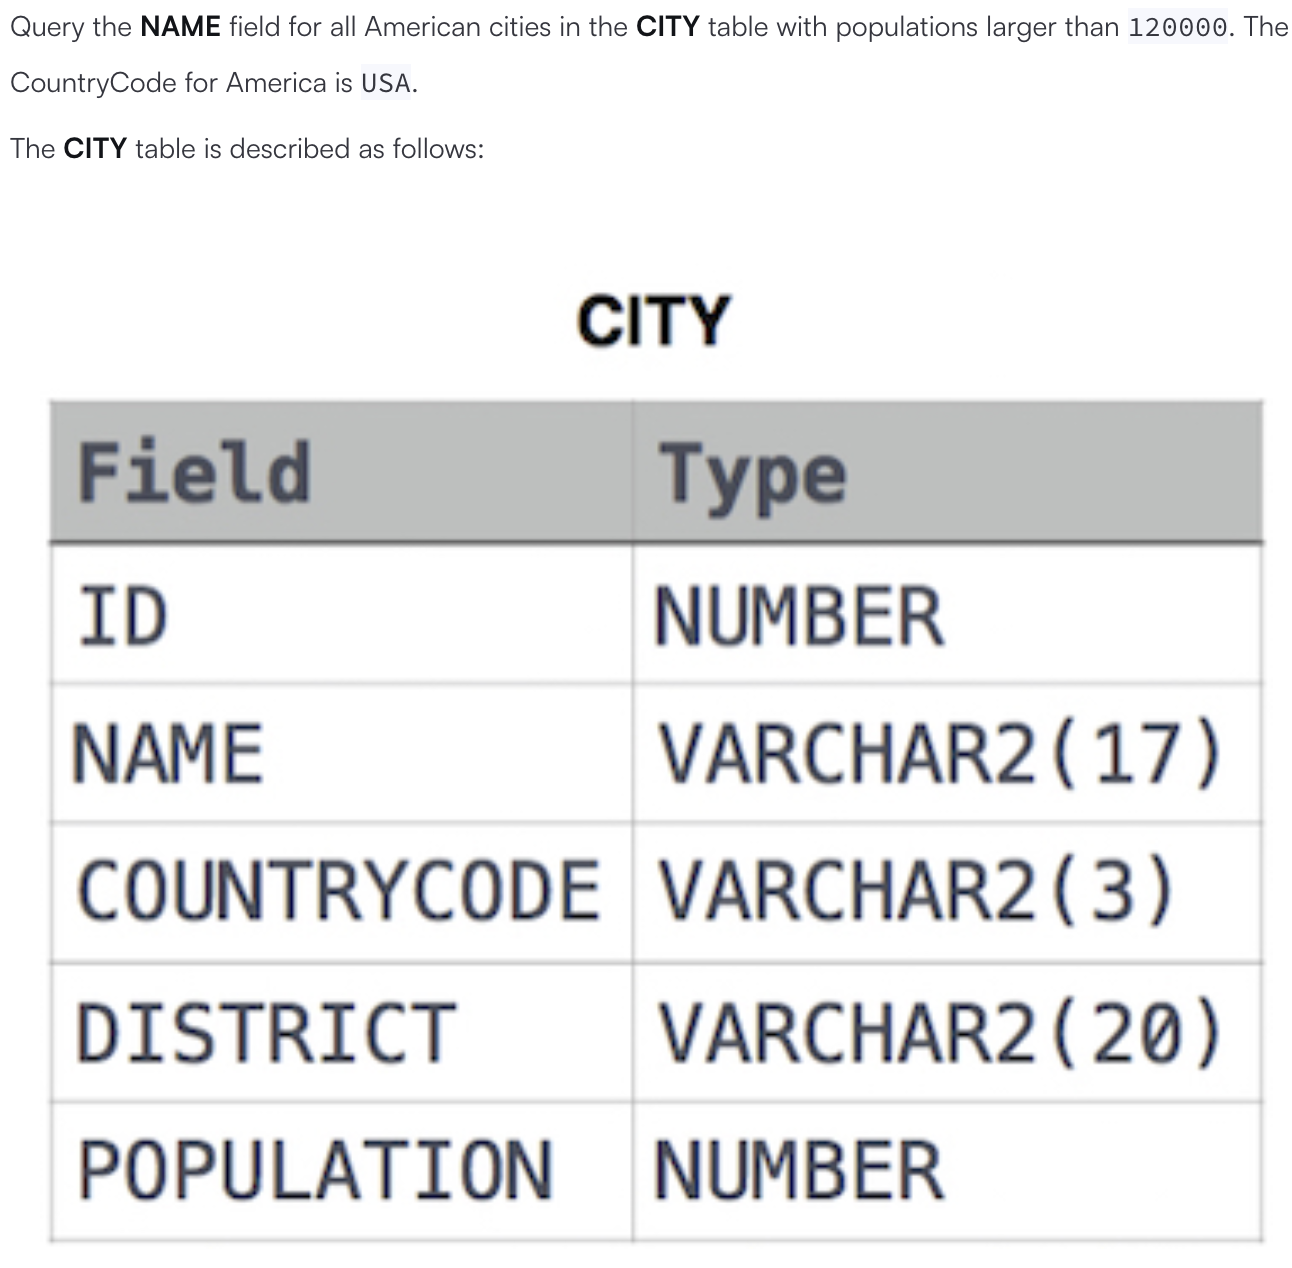 Query the NAME field for all American cities in the CITY table with populations larger than 120000. The
CountryCode for America is USA.
The CITY table is described as follows:
CITY
Field Type
ID NUMBER
NAME VARCHAR2(17)
COUNTRYCODE VARCHAR2(3)
DISTRICT VARCHAR2(20)
POPULATION NUMBER